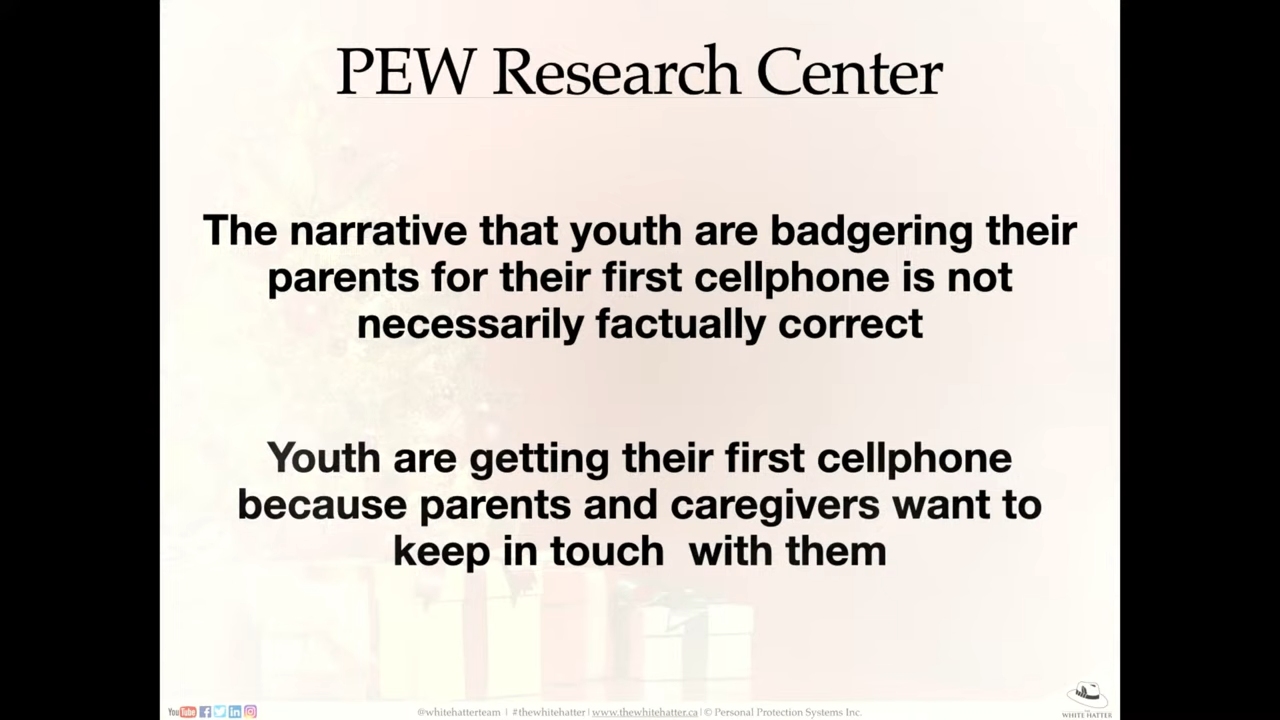 PEW Research Center
The narrative that youth are badgering their
parents for their first cellphone is not
necessarily factually correct
Youth are getting their first cellphone
because parents and caregivers want to
keep in touch  with them
YouTube
@whitehatterteam | #thewhitehatter | www.thewhitehatter.ca | © Personal Protection Systems Inc.
WHITE HATTER